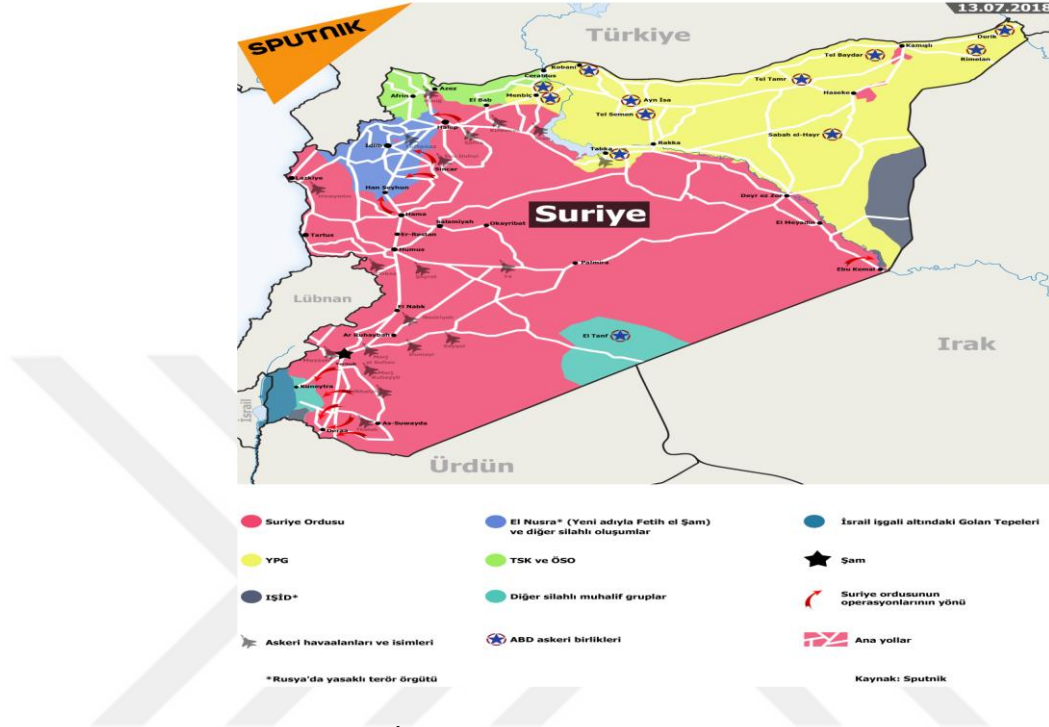 SPUTNIK
13.07.2018
Türkiye
Derik
Kamışlı
Tel Baydar
Rimelan
Kobani
Cerablus
Tel Tamr
Azez
Afrin
Menbiç
El Bab
Ayn İsa
Haseke
Tel Seman
Halep
Sabah el-Hayr
Rakka
Tabka
İdlib
Sincar
Lazkiye
Han Şeyhun
Deyr ez Zor
Suriye
Hama
Salamiyah
Okayribat
El Meyadin
Tartus
Er-Rastan
Humus
Palmira
Ebu Kemal
Lübnan
El Nabk
Ar Ruhaybah
El Tanf
Irak
Kuneytra
İsrail
As-Suwayda
Deraa
Ürdün
Suriye Ordusu
El Nusra* (Yeni adıyla Fetih el Şam)
ve diğer silahlı oluşumlar
İsrail işgali altındaki Golan Tepeleri
YPG
TSK ve ÖSO
Şam
IŞİD*
Diğer silahlı muhalif gruplar
Suriye ordusunun
operasyonlarının yönü
Askeri havaalanları ve isimleri
ABD askeri birlikleri
Ana yollar
*Rusya'da yasaklı terör örgütü
Kaynak: Sputnik